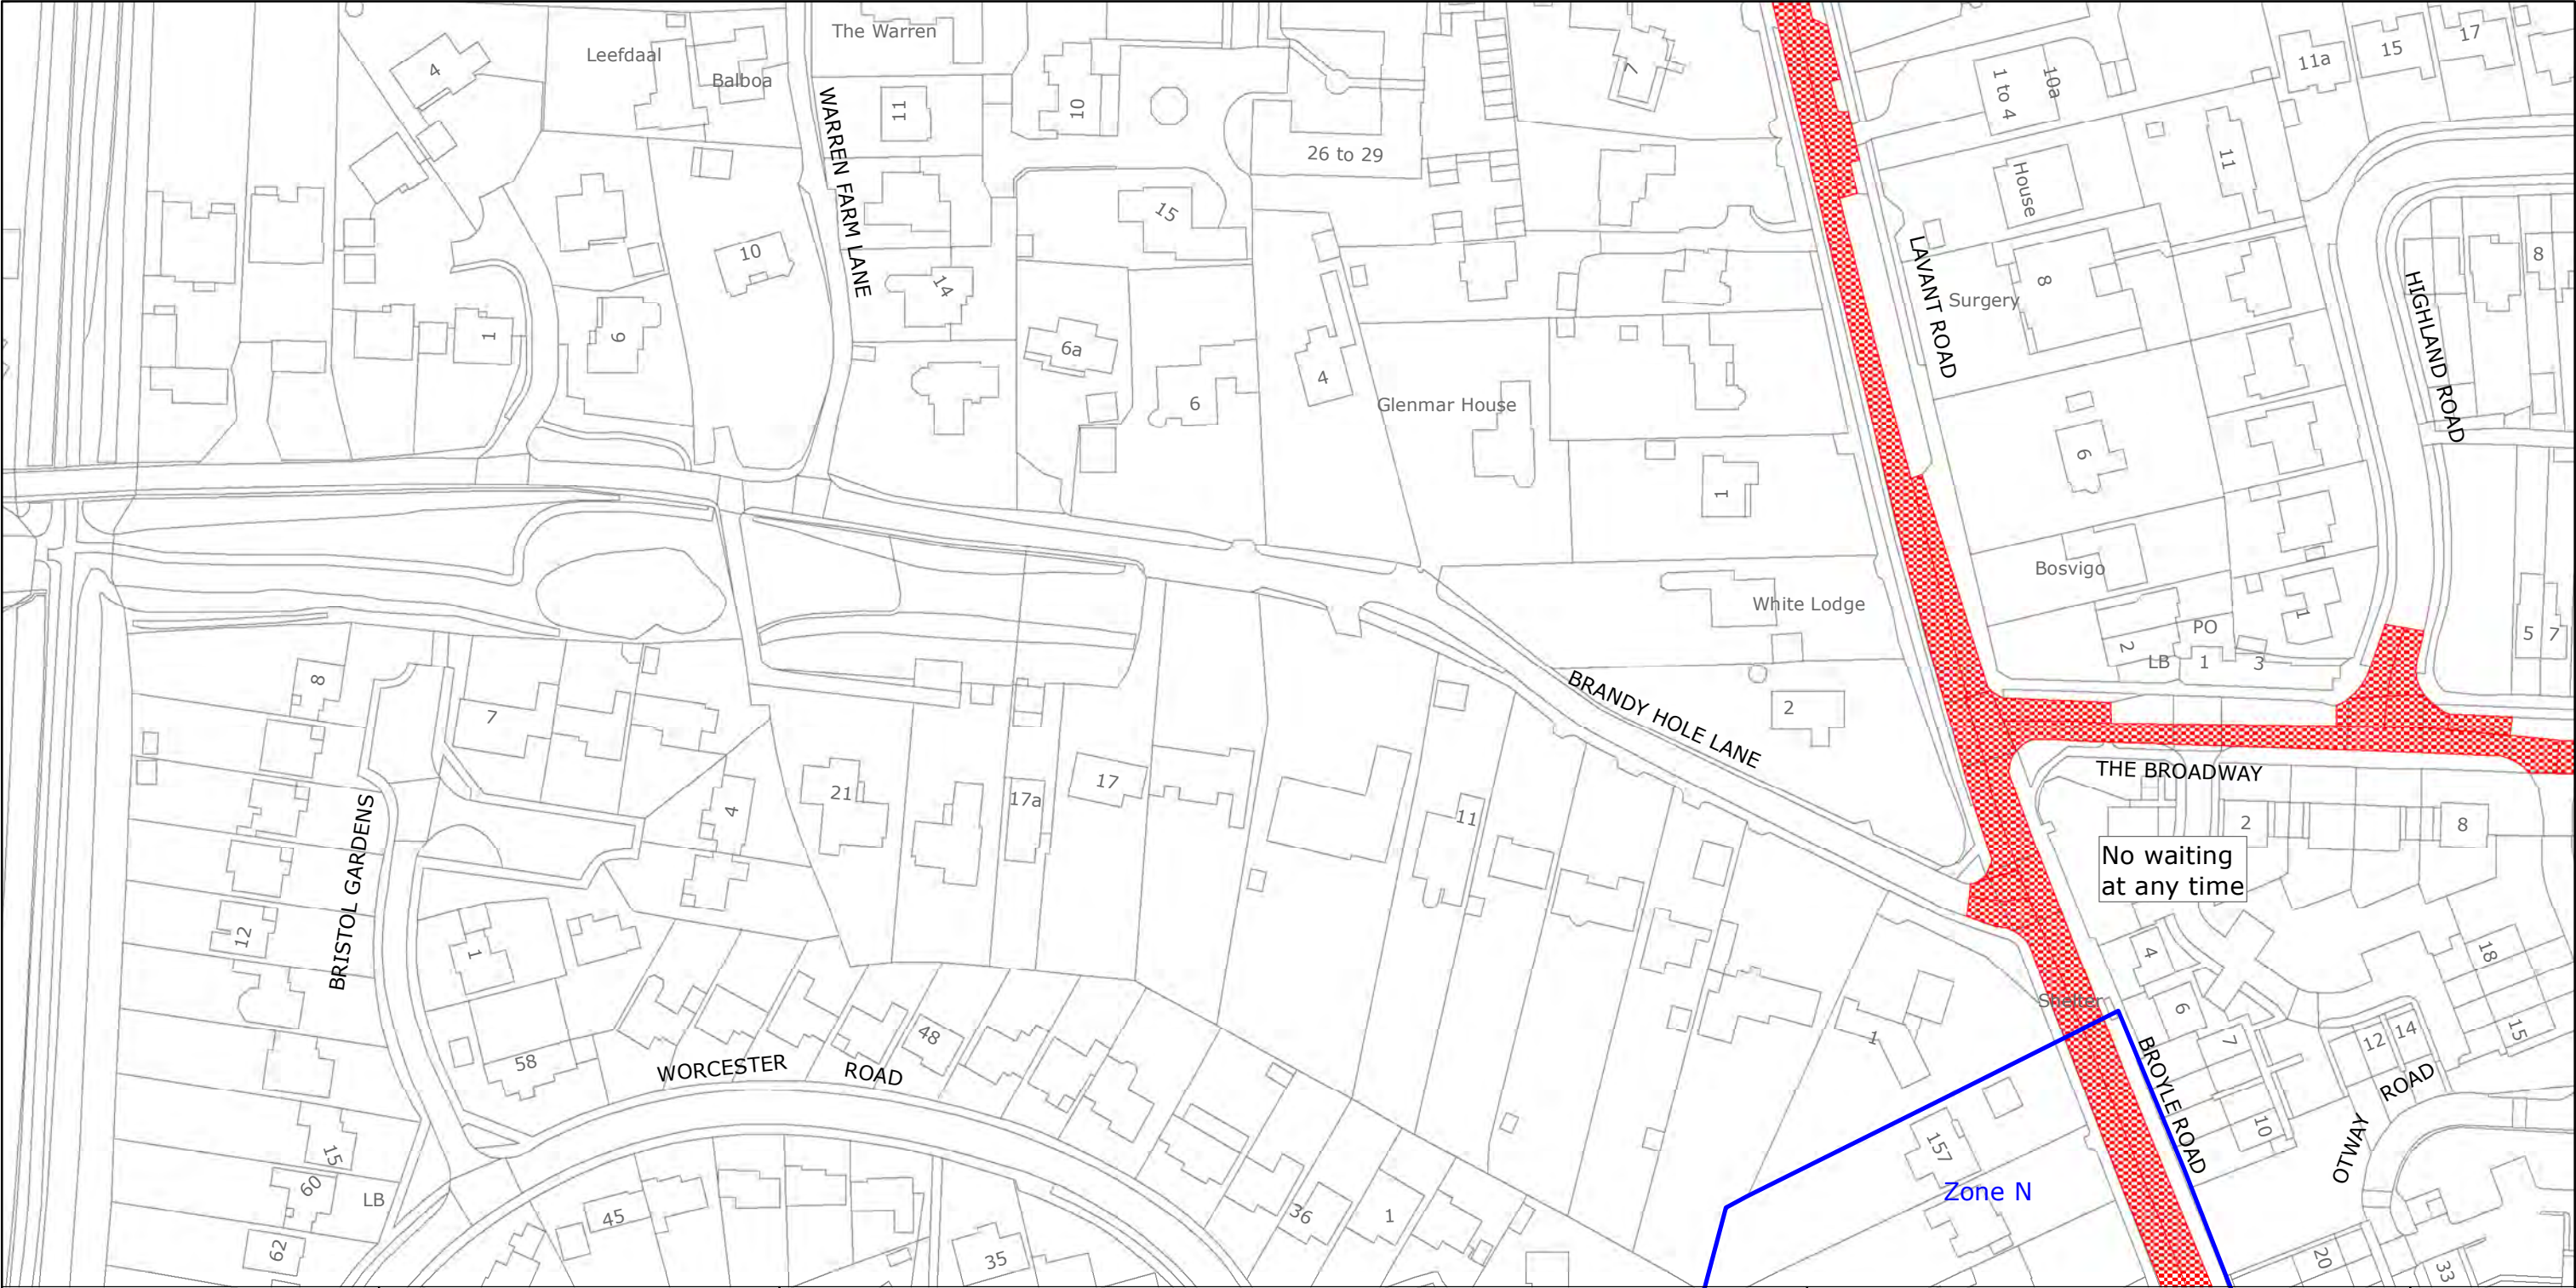 The Warren
Leefdaal
Balboa
4
7
11a
15
17
1 to 4
10a
WARREN FARM LANE
11
10
26 to 29
House
11
15
10
14
LAVANT ROAD
8
Surgery
HIGHLAND ROAD
8
1
9
6a
6
4
Glenmar House
6
1
Bosvigo
White Lodge
PO
1
2
LB
1
3
5
7
8
7
BRANDY HOLE LANE
2
THE BROADWAY
21
17a
17
4
11
2
8
No waiting
at any time
BRISTOL GARDENS
12
1
4
18
Shelter
6
48
1
7
12
14
15
58
WORCESTER
ROAD
BROYLE ROAD
ROAD
OTWAY
10
157
Zone N
15
60
LB
45
36
1
62
35
20
33